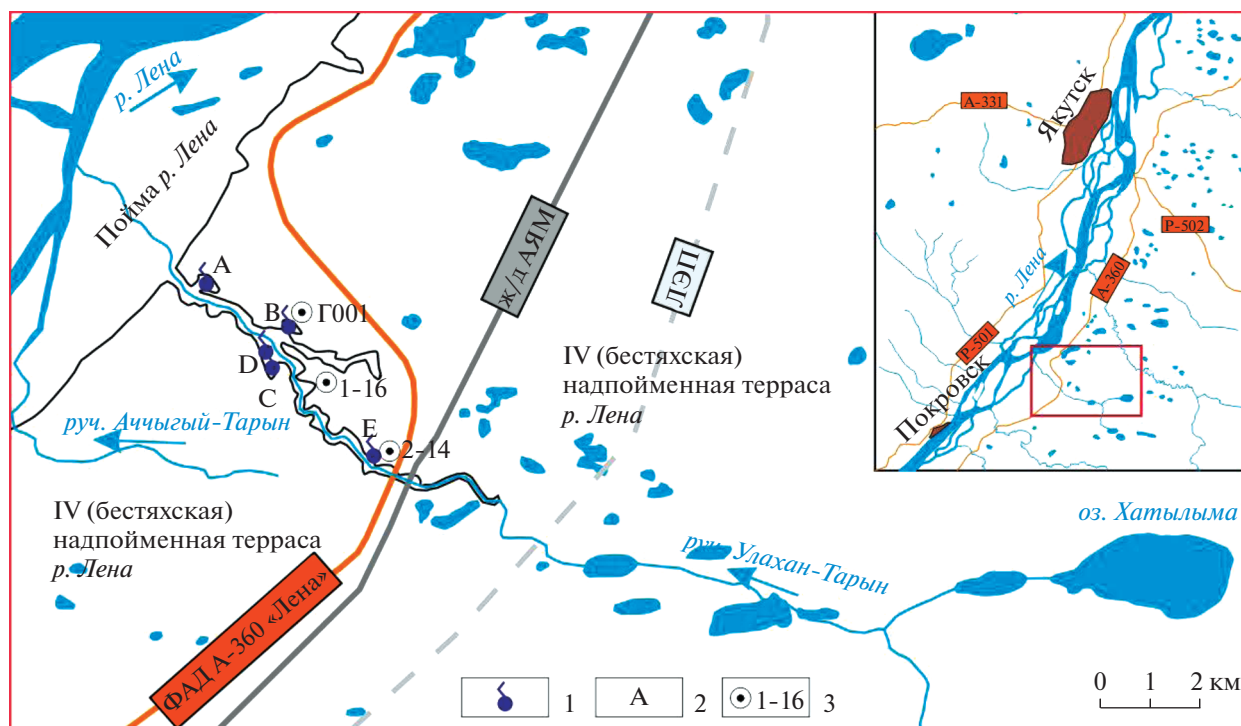 р. Лена
Пойма р. Лена
A
B
Г001
D
C
1-16
руч. Аччыгый-Тарын
E
2-14
IV (бестяхская)
надпойменная терраса
р. Лена
ФАД А-360 «Лена»
ж/д АЯМ
ПЭЛ
IV (бестяхская)
надпойменная терраса
р. Лена
руч. Улахан-Тарын
оз. Хатылыма
А-331
Якутск
Р-502
р. Лена
А-360
Р-501
Покровск
1
A
2
1-16
3
0 1 2 км